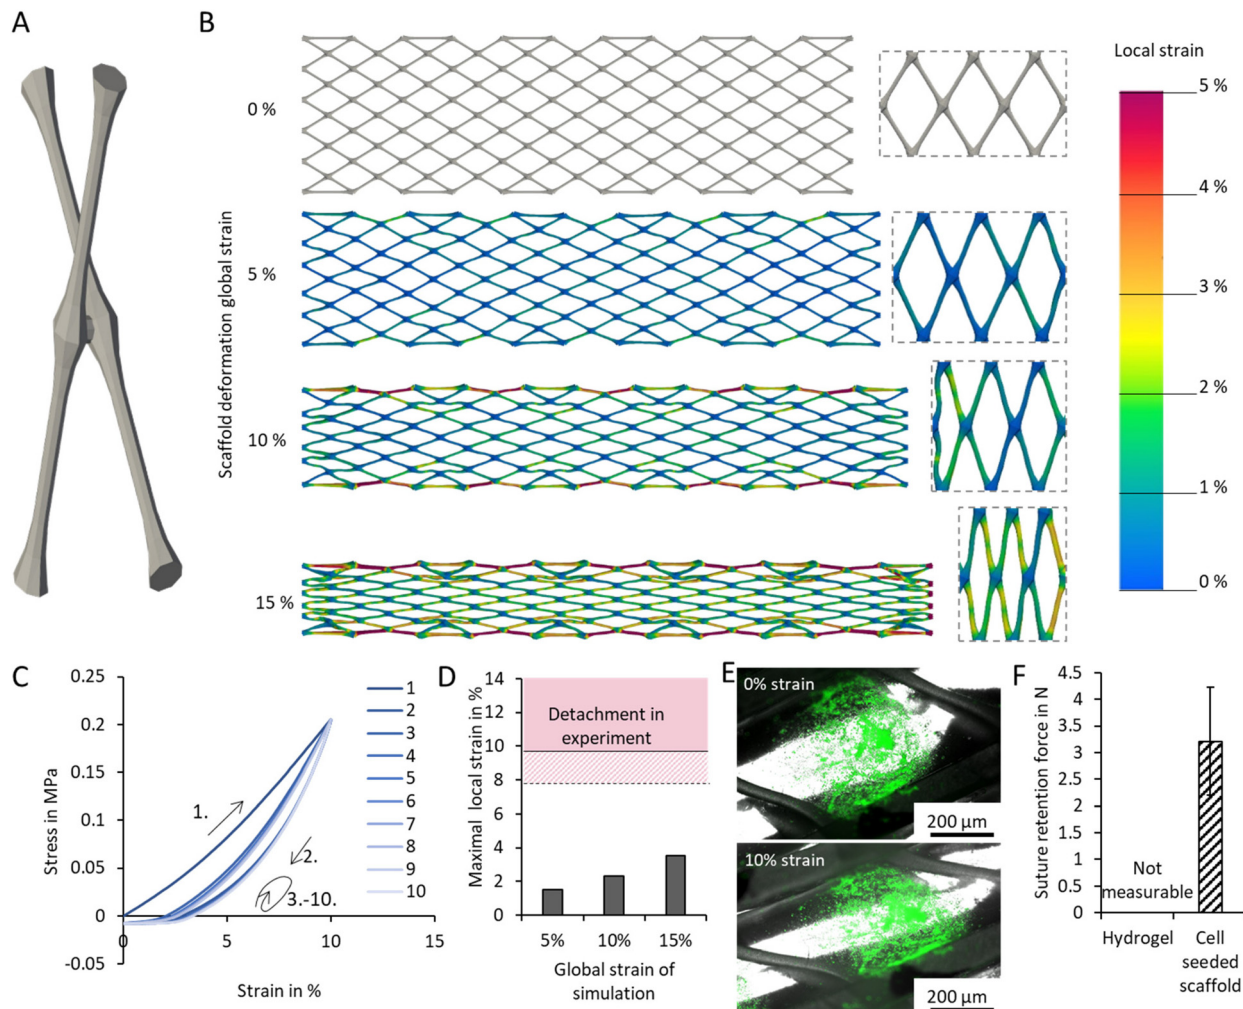 A
B
Local strain
0 %
5 %
10 %
15 %
Scaffold deformation global strain
5 %
4 %
3 %
2 %
1 %
0 %
C
0.25
0.2
0.15
0.1
0.05
0
-0.05
0
5
10
15
Stress in MPa
Strain in %
1.
2.
3.-10.
1
2
3
4
5
6
7
8
9
10
D
14
12
10
8
6
4
2
0
Maximal local strain in %
Detachment in
experiment
5%
10%
15%
Global strain of
simulation
E
0% strain
200 µm
10% strain
200 µm
F
4.5
4
3.5
3
2.5
2
1.5
1
0.5
0
Suture retention force in N
Not
measurable
Hydrogel
Cell
seeded
scaffold